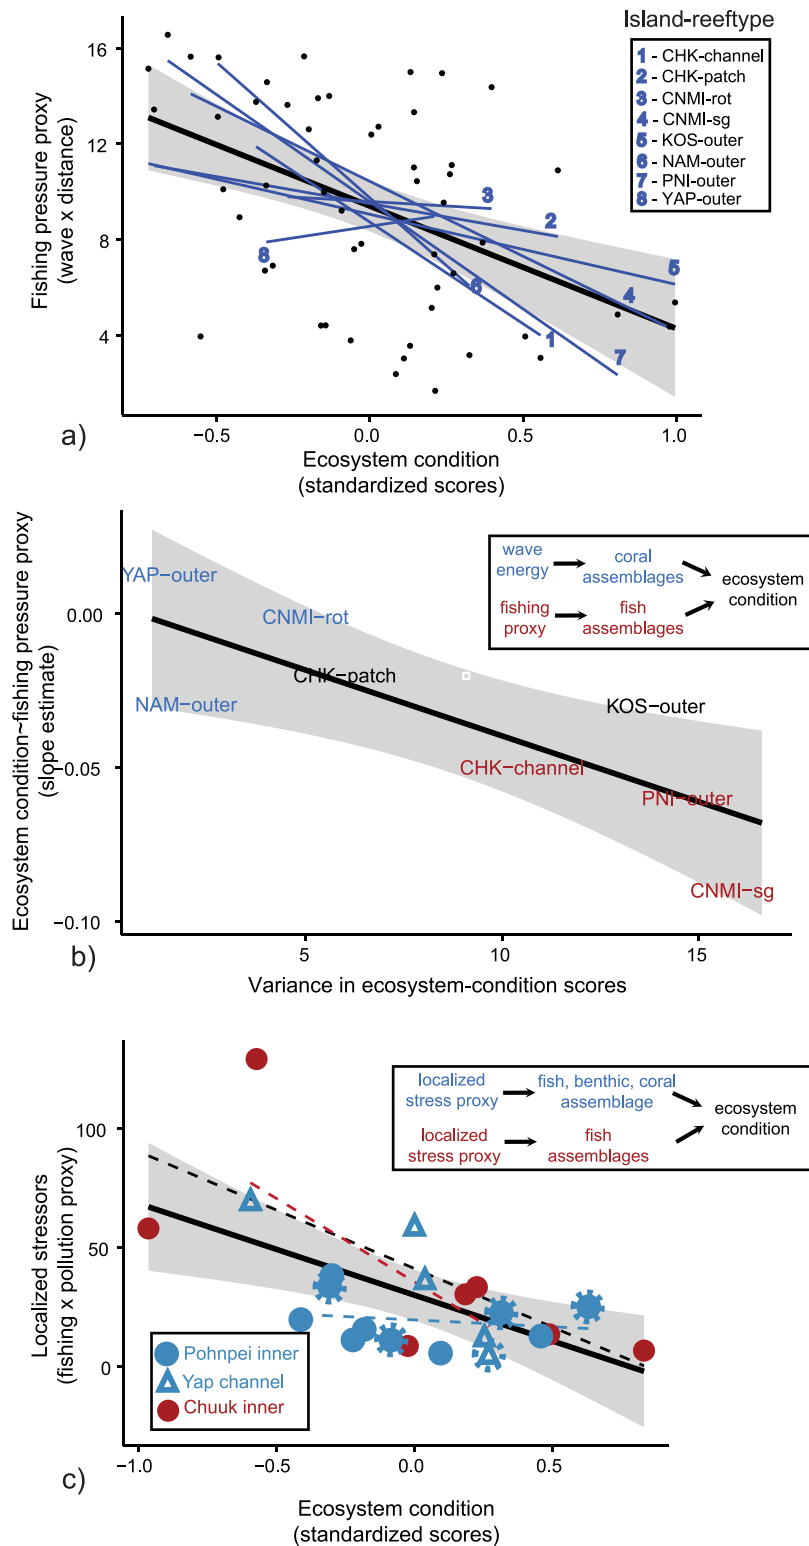 Island-reeftype
1 - CHK-channel
2 - CHK-patch
3 - CNMI-rot
4 - CNMI-sg
5 - KOS-outer
6 - NAM-outer
7 - PNI-outer
8 - YAP-outer
Fishing pressure proxy
(wave x distance)
16
12
8
4
3
2
5
8
6
4
1
7
−0.5
0.0
0.5
1.0
a)
Ecosystem condition
(standardized scores)
Ecosystem condition~fishing pressure proxy
(slope estimate)
0.00
−0.05
−0.10
wave
energy
coral
assemblages
ecosystem
condition
fishing
proxy
fish
assemblages
YAP−outer
CNMI−rot
CHK−patch
NAM−outer
KOS−outer
CHK−channel
PNI−outer
CNMI−sg
5
10
15
b)
Variance in ecosystem-condition scores
Localized stressors
(fishing x pollution proxy)
100
50
0
localized
stress proxy
fish, benthic, coral
assemblage
ecosystem
condition
localized
stress proxy
fish
assemblages
Pohnpei inner
Yap channel
Chuuk inner
−1.0
−0.5
0.0
0.5
c)
Ecosystem condition
(standardized scores)